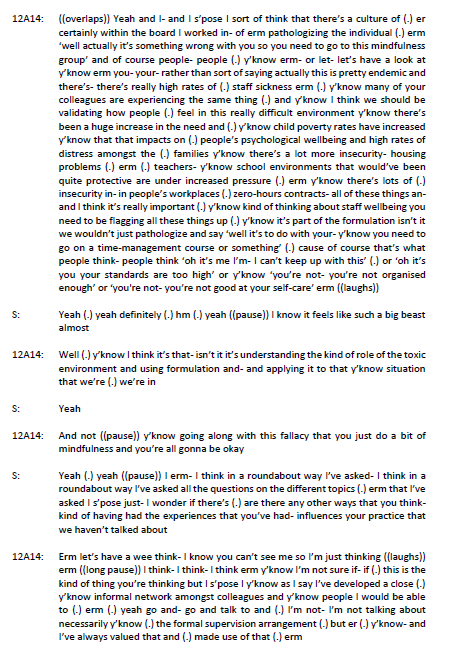 12A14: ((overlaps)) Yeah and I- and I s'pose I sort of think that there's a culture of (.) er
certainly within the board I worked in- of erm pathologizing the individual (.) erm
'well actually it's something wrong with you so you need to go to this mindfulness
group' and of course people- people (.) y'know erm- or let- let's have a look at
y'know erm you- your- rather than sort of saying actually this is pretty endemic and
there's- there's really high rates of (.) staff sickness erm (.) y'know many of your
colleagues are experiencing the same thing (.) and y'know I think we should be
validating how people (.) feel in this really difficult environment y'know there's
been a huge increase in the need and (.) y'know child poverty rates have increased
y'know that that impacts on (.) people's psychological wellbeing and high rates of
distress amongst the (.) families y'know there's a lot more insecurity- housing
problems (.) erm (.) teachers- y'know school environments that would've been
quite protective are under increased pressure (.) erm y'know there's lots of (.)
insecurity in- in people's workplaces (.) zero-hours contracts- all of these things an-
and I think it's really important (.) y'know kind of thinking about staff wellbeing you
need to be flagging all these things up (.) y'know it's part of the formulation isn't it
we wouldn't just pathologize and say 'well it's to do with your- y'know you need to
go on a time-management course or something' (.) cause of course that's what
people think- people think 'oh it's me I'm- I can't keep up with this' (.) or 'oh it's
you your standards are too high' or y'know 'you're not- you're not organised
enough' or 'you're not- you're not good at your self-care' erm ((laughs))
S: Yeah (.) yeah definitely (.) hm (.) yeah ((pause)) I know it feels like such a big beast
almost
12A14: Well (.) y'know I think it's that- isn't it it's understanding the kind of role of the toxic
environment and using formulation and- and applying it to that y'know situation
that we're (.) we're in
S: Yeah
12A14: And not ((pause)) y'know going along with this fallacy that you just do a bit of
mindfulness and you're all gonna be okay
S: Yeah (.) yeah ((pause)) I erm- I think in a roundabout way I've asked- I think in a
roundabout way I've asked all the questions on the different topics (.) erm that I've
asked I s'pose just- I wonder if there's (.) are there any other ways that you think-
kind of having had the experiences that you've had- influences your practice that
we haven't talked about
12A14: Erm let's have a wee think- I know you can't see me so I'm just thinking ((laughs))
erm ((long pause)) I think- I think- I think erm y'know I'm not sure if- if (.) this is the
kind of thing you're thinking but I s'pose I y'know as I say I've developed a close (.)
y'know informal network amongst colleagues and y'know people I would be able
to (.) erm (.) yeah go and- go and talk to and (.) I'm not- I'm not talking about
necessarily y'know (.) the formal supervision arrangement (.) but er (.) y'know- and
I've always valued that and (.) made use of that (.) erm